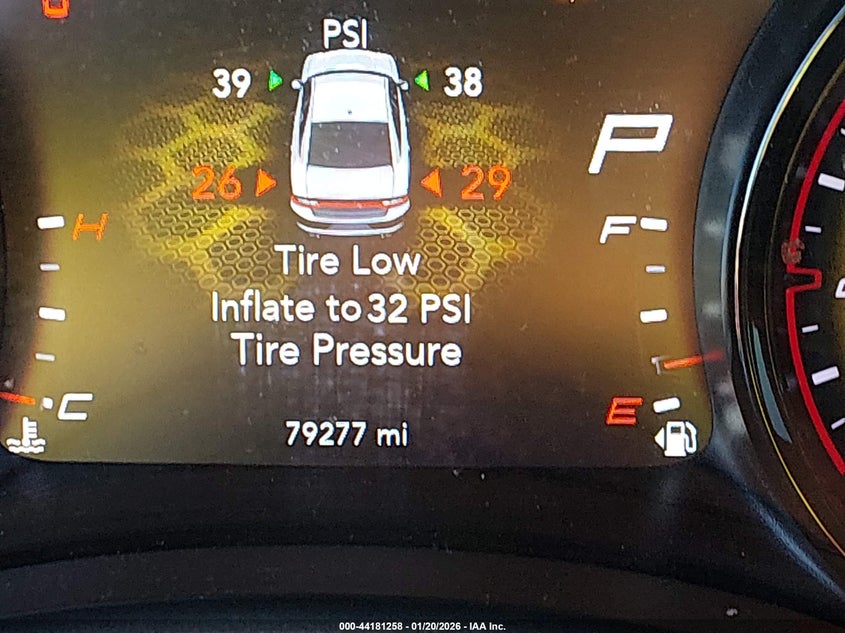 PSI
39 38
26 29
P
H F
Tire Low
Inflate to 32 PSI
Tire Pressure
C E
79277 mi
000-44181258 - 01/20/2026 - IAA Inc.